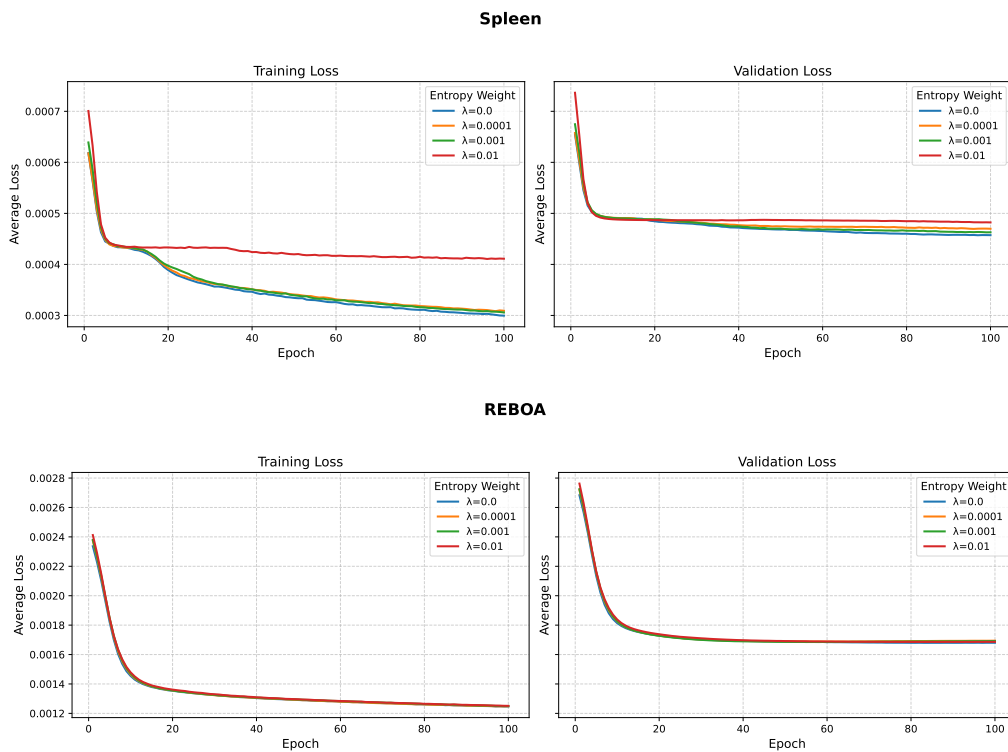 Spleen
Training Loss
Average Loss
0.0007
0.0006
0.0005
0.0004
0.0003
0
20
40
60
80
100
Epoch
Entropy Weight
λ=0.0
λ=0.0001
λ=0.001
λ=0.01
Validation Loss
Average Loss
0
20
40
60
80
100
Epoch
Entropy Weight
λ=0.0
λ=0.0001
λ=0.001
λ=0.01
REBOA
Training Loss
Average Loss
0.0028
0.0026
0.0024
0.0022
0.0020
0.0018
0.0016
0.0014
0.0012
0
20
40
60
80
100
Epoch
Entropy Weight
λ=0.0
λ=0.0001
λ=0.001
λ=0.01
Validation Loss
Average Loss
0
20
40
60
80
100
Epoch
Entropy Weight
λ=0.0
λ=0.0001
λ=0.001
λ=0.01